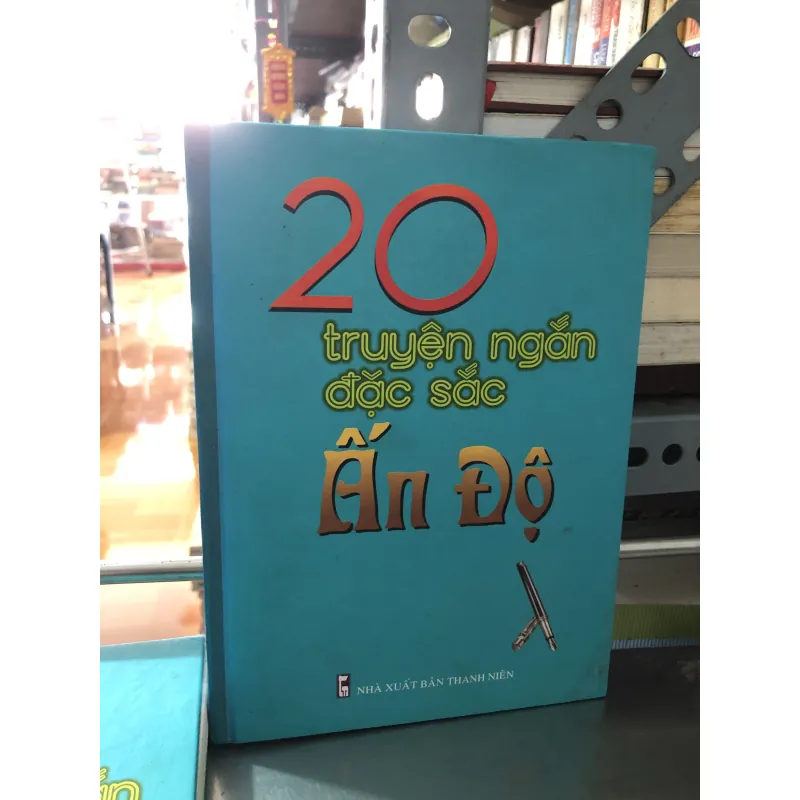 20
truyện ngắn
đặc sắc
Ấn Độ
NHÀ XUẤT BẢN THANH NIÊN